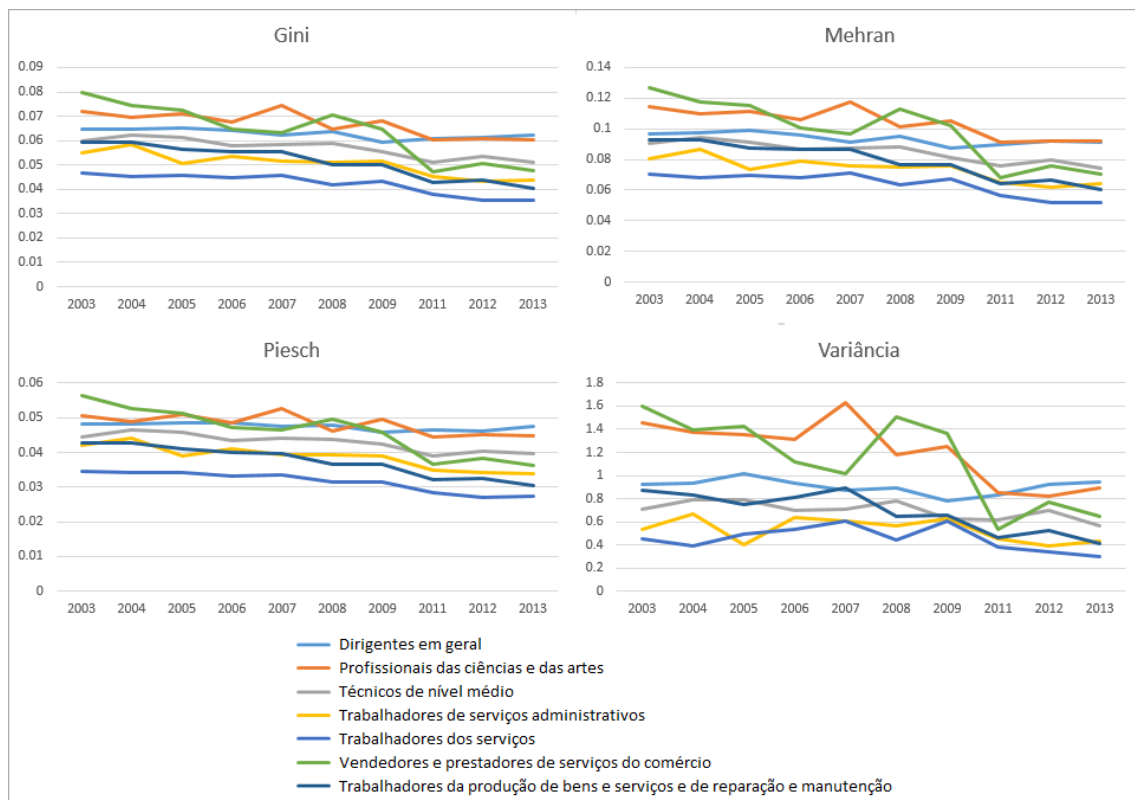 Gini
0.09
0.08
0.07
0.06
0.05
0.04
0.03
0.02
0.01
0
2003 2004 2005 2006 2007 2008 2009 2011 2012 2013
Mehran
0.14
0.12
0.1
0.08
0.06
0.04
0.02
0
2003 2004 2005 2006 2007 2008 2009 2011 2012 2013
Piesch
0.06
0.05
0.04
0.03
0.02
0.01
0
2003 2004 2005 2006 2007 2008 2009 2011 2012 2013
Variância
1.8
1.6
1.4
1.2
1
0.8
0.6
0.4
0.2
0
2003 2004 2005 2006 2007 2008 2009 2011 2012 2013
Dirigentes em geral
Profissionais das ciências e das artes
Técnicos de nível médio
Trabalhadores de serviços administrativos
Trabalhadores dos serviços
Vendedores e prestadores de serviços do comércio
Trabalhadores da produção de bens e serviços e de reparação e manutenção